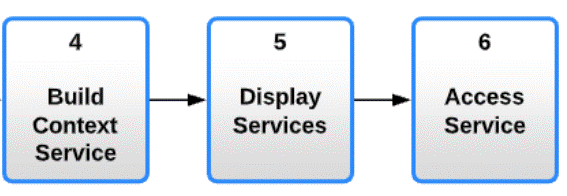 4
Build
Context
Service
5
Display
Services
6
Access
Service